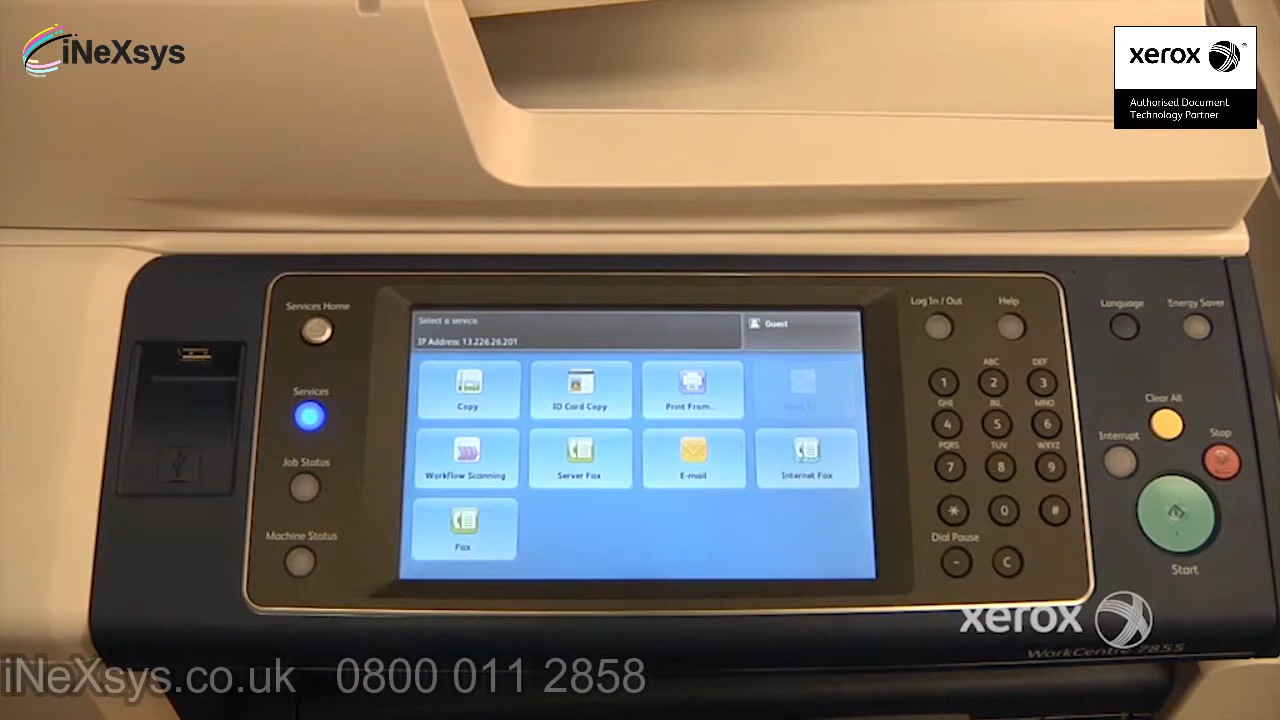 iNeXsys
xerox
Authorised Document
Technology Partner
Services Home
Services
Job Status
Machine Status
Select a service.
IP Address: 13.226.26.201
Guest
Copy
ID Card Copy
Print From...
Workflow Scanning
Server Fax
E-mail
Internet Fax
Fax
Log In / Out
Help
Language
Energy Saver
ABC
DEF
1
2
3
GHI
JKL
MNO
4
5
6
PQRS
TUV
WXYZ
7
8
9
*
0
#
Dial Pause
-
C
Clear All
Interrupt
Stop
Start
xerox
WorkCentre 7855
iNeXsys.co.uk 0800 011 2858